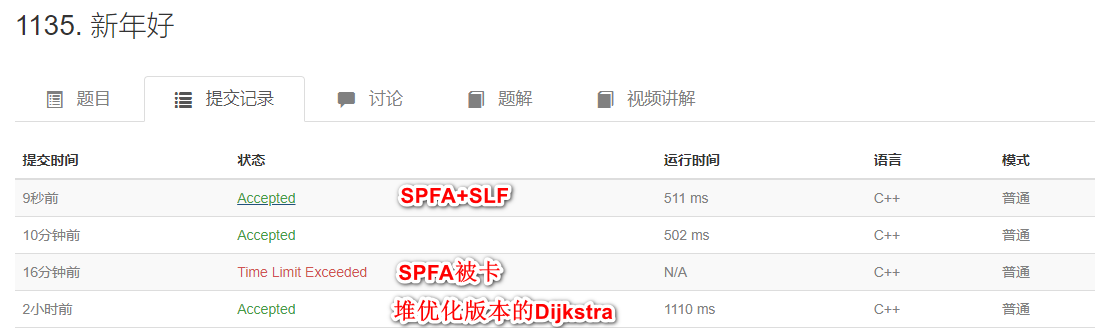 1135. 新年好
题目 提交记录 讨论 题解 视频讲解
提交时间 状态 运行时间 语言 模式
9秒前 Accepted SPFA+SLF 511 ms C++ 普通
10分钟前 Accepted 502 ms C++ 普通
16分钟前 Time Limit Exceeded SPFA被卡 N/A C++ 普通
2小时前 Accepted 堆优化版本的Dijkstra 1110 ms C++ 普通